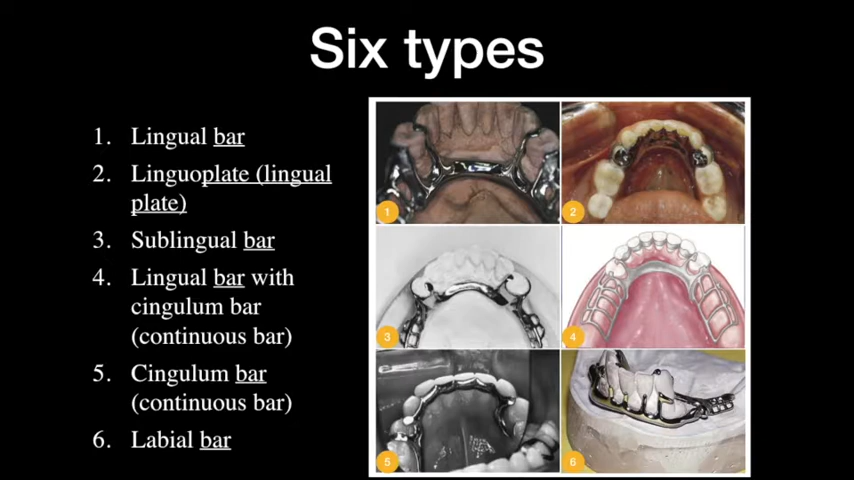 Six types
1. Lingual bar
2. Linguoplate (lingual
plate)
3. Sublingual bar
4. Lingual bar with
cingulum bar
(continuous bar)
5. Cingulum bar
(continuous bar)
6. Labial bar
1
2
3
4
5
6